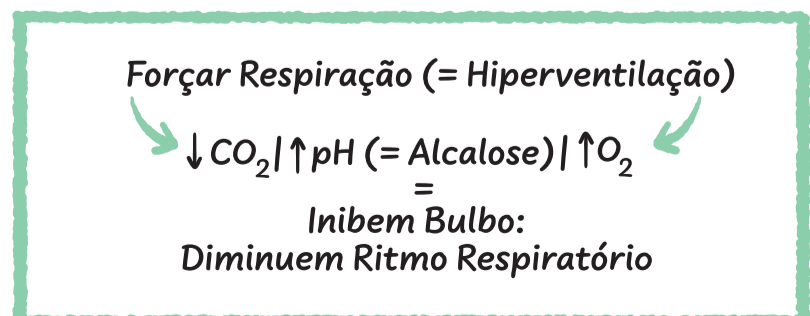 Forçar Respiração (= Hiperventilação)
↓CO₂|↑pH (= Alcalose)|↑O₂
=
Inibem Bulbo:
Diminuem Ritmo Respiratório